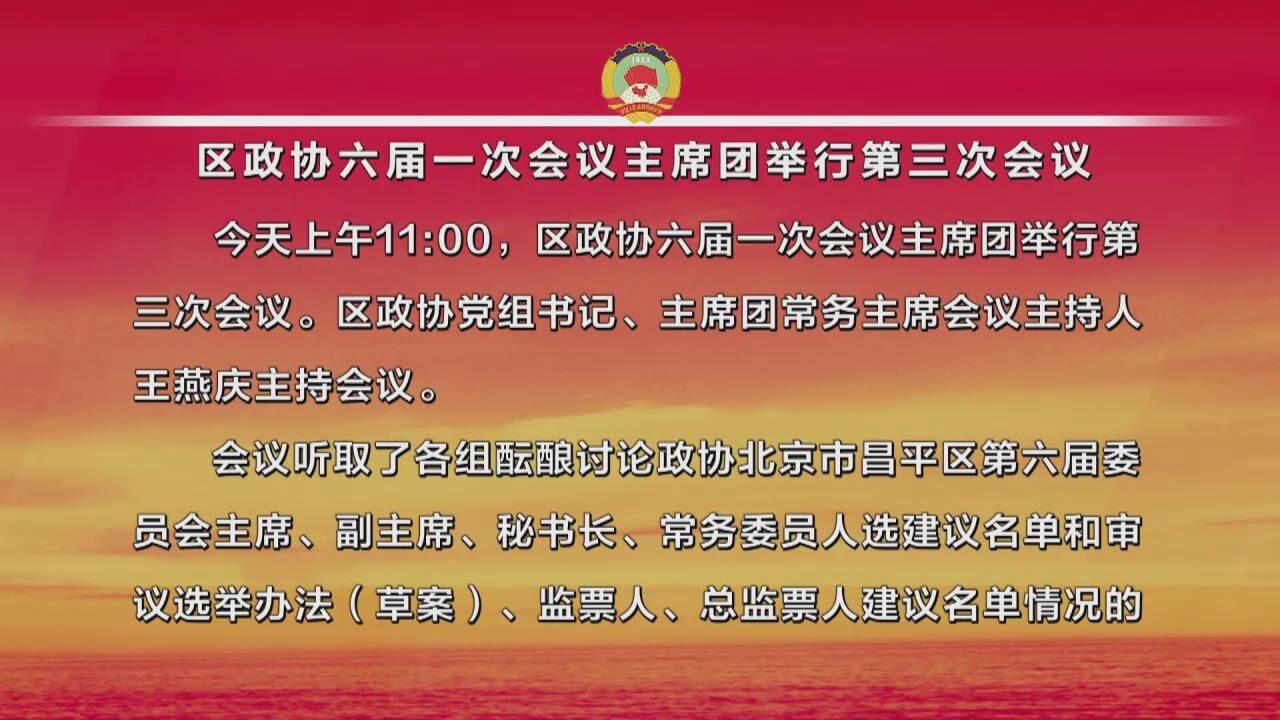 1949
区政协六届一次会议主席团举行第三次会议
今天上午11:00，区政协六届一次会议主席团举行第
三次会议。区政协党组书记、主席团常务主席会议主持人
王燕庆主持会议。
会议听取了各组酝酿讨论政协北京市昌平区第六届委
员会主席、副主席、秘书长、常务委员人选建议名单和审
议选举办法（草案）、监票人、总监票人建议名单情况的